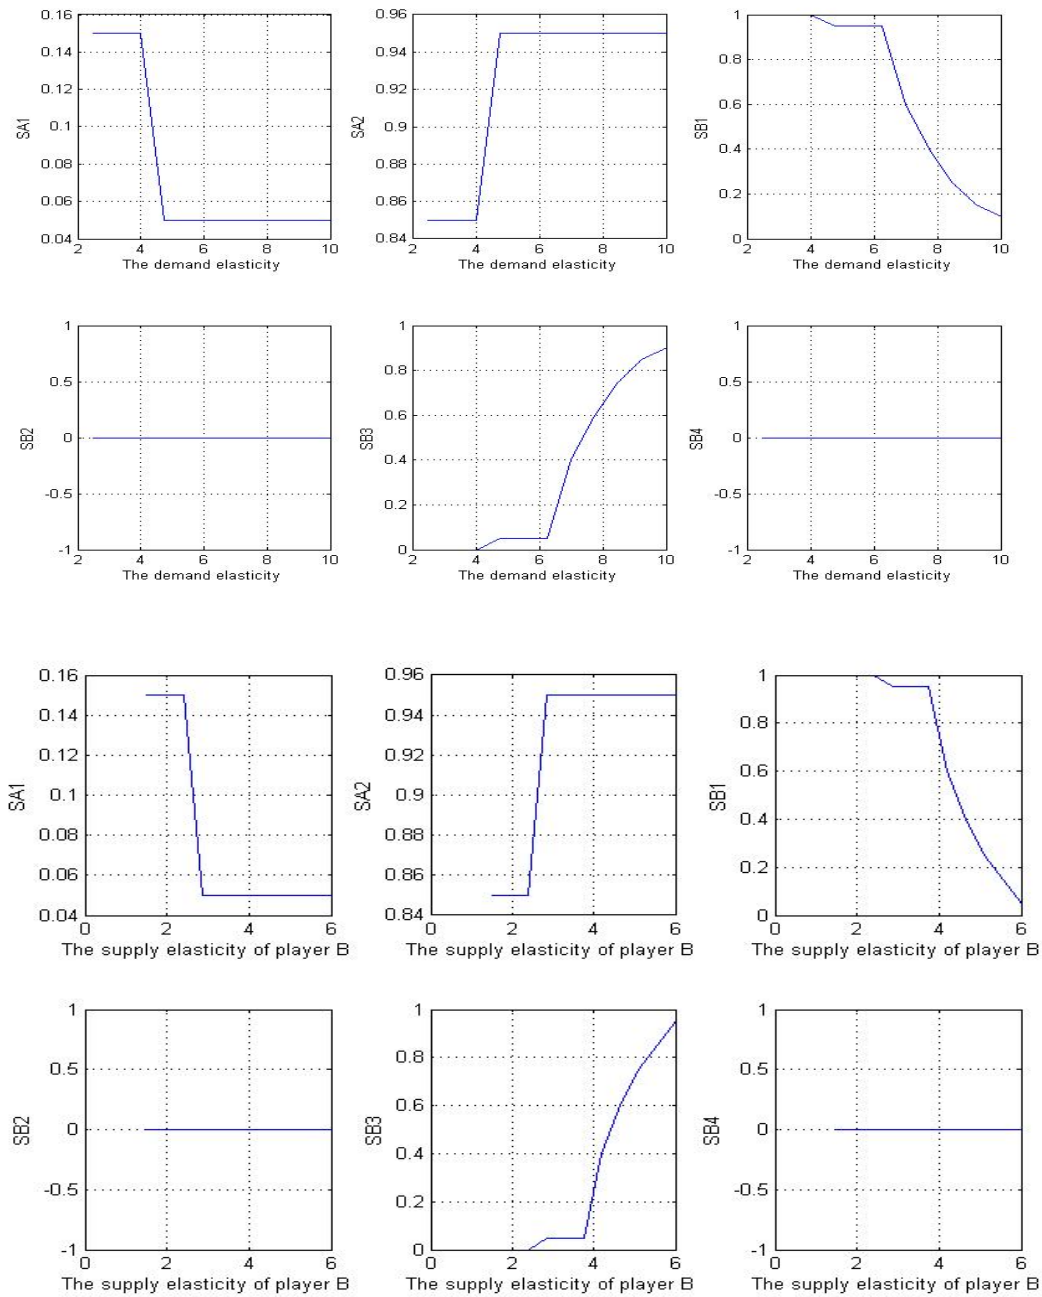 0.16
0.14
0.12
0.1
0.08
0.06
0.04
SA1
2 4 6 8 10
The demand elasticity
0.96
0.94
0.92
0.9
0.88
0.86
0.84
SA2
2 4 6 8 10
The demand elasticity
1
0.8
0.6
0.4
0.2
0
SB1
2 4 6 8 10
The demand elasticity
1
0.5
0
-0.5
-1
SB2
2 4 6 8 10
The demand elasticity
1
0.8
0.6
0.4
0.2
0
SB3
2 4 6 8 10
The demand elasticity
1
0.5
0
-0.5
-1
SB4
2 4 6 8 10
The demand elasticity
0.16
0.14
0.12
0.1
0.08
0.06
0.04
SA1
0 2 4 6
The supply elasticity of player B
0.96
0.94
0.92
0.9
0.88
0.86
0.84
SA2
0 2 4 6
The supply elasticity of player B
1
0.8
0.6
0.4
0.2
0
SB1
0 2 4 6
The supply elasticity of player B
1
0.5
0
-0.5
-1
SB2
0 2 4 6
The supply elasticity of player B
1
0.8
0.6
0.4
0.2
0
SB3
0 2 4 6
The supply elasticity of player B
1
0.5
0
-0.5
-1
SB4
0 2 4 6
The supply elasticity of player B